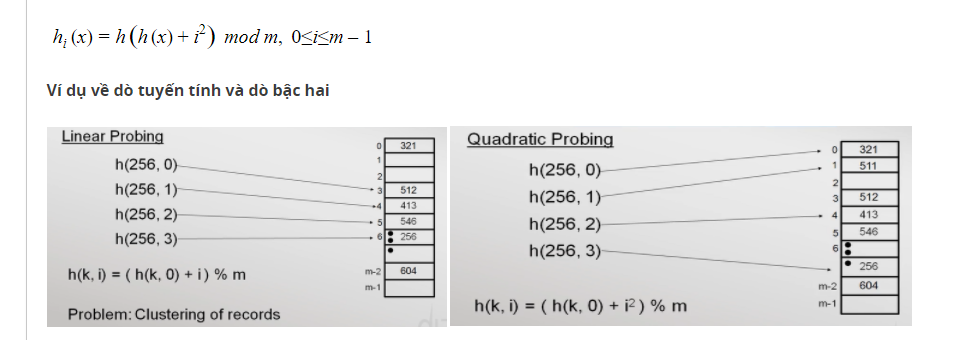 hᵢ (x) = h (h (x) + i²) mod m, 0≤i≤m – 1
Ví dụ về dò tuyến tính và dò bậc hai
Linear Probing
h(256, 0)
h(256, 1)
h(256, 2)
h(256, 3)
h(k, i) = ( h(k, 0) + i ) % m
Problem: Clustering of records
0 321
1
2
3 512
4 413
5 546
6 256
m-2 604
m-1
Quadratic Probing
h(256, 0)
h(256, 1)
h(256, 2)
h(256, 3)
h(k, i) = ( h(k, 0) + i² ) % m
0 321
1 511
2
3 512
4 413
5 546
6
256
m-2 604
m-1